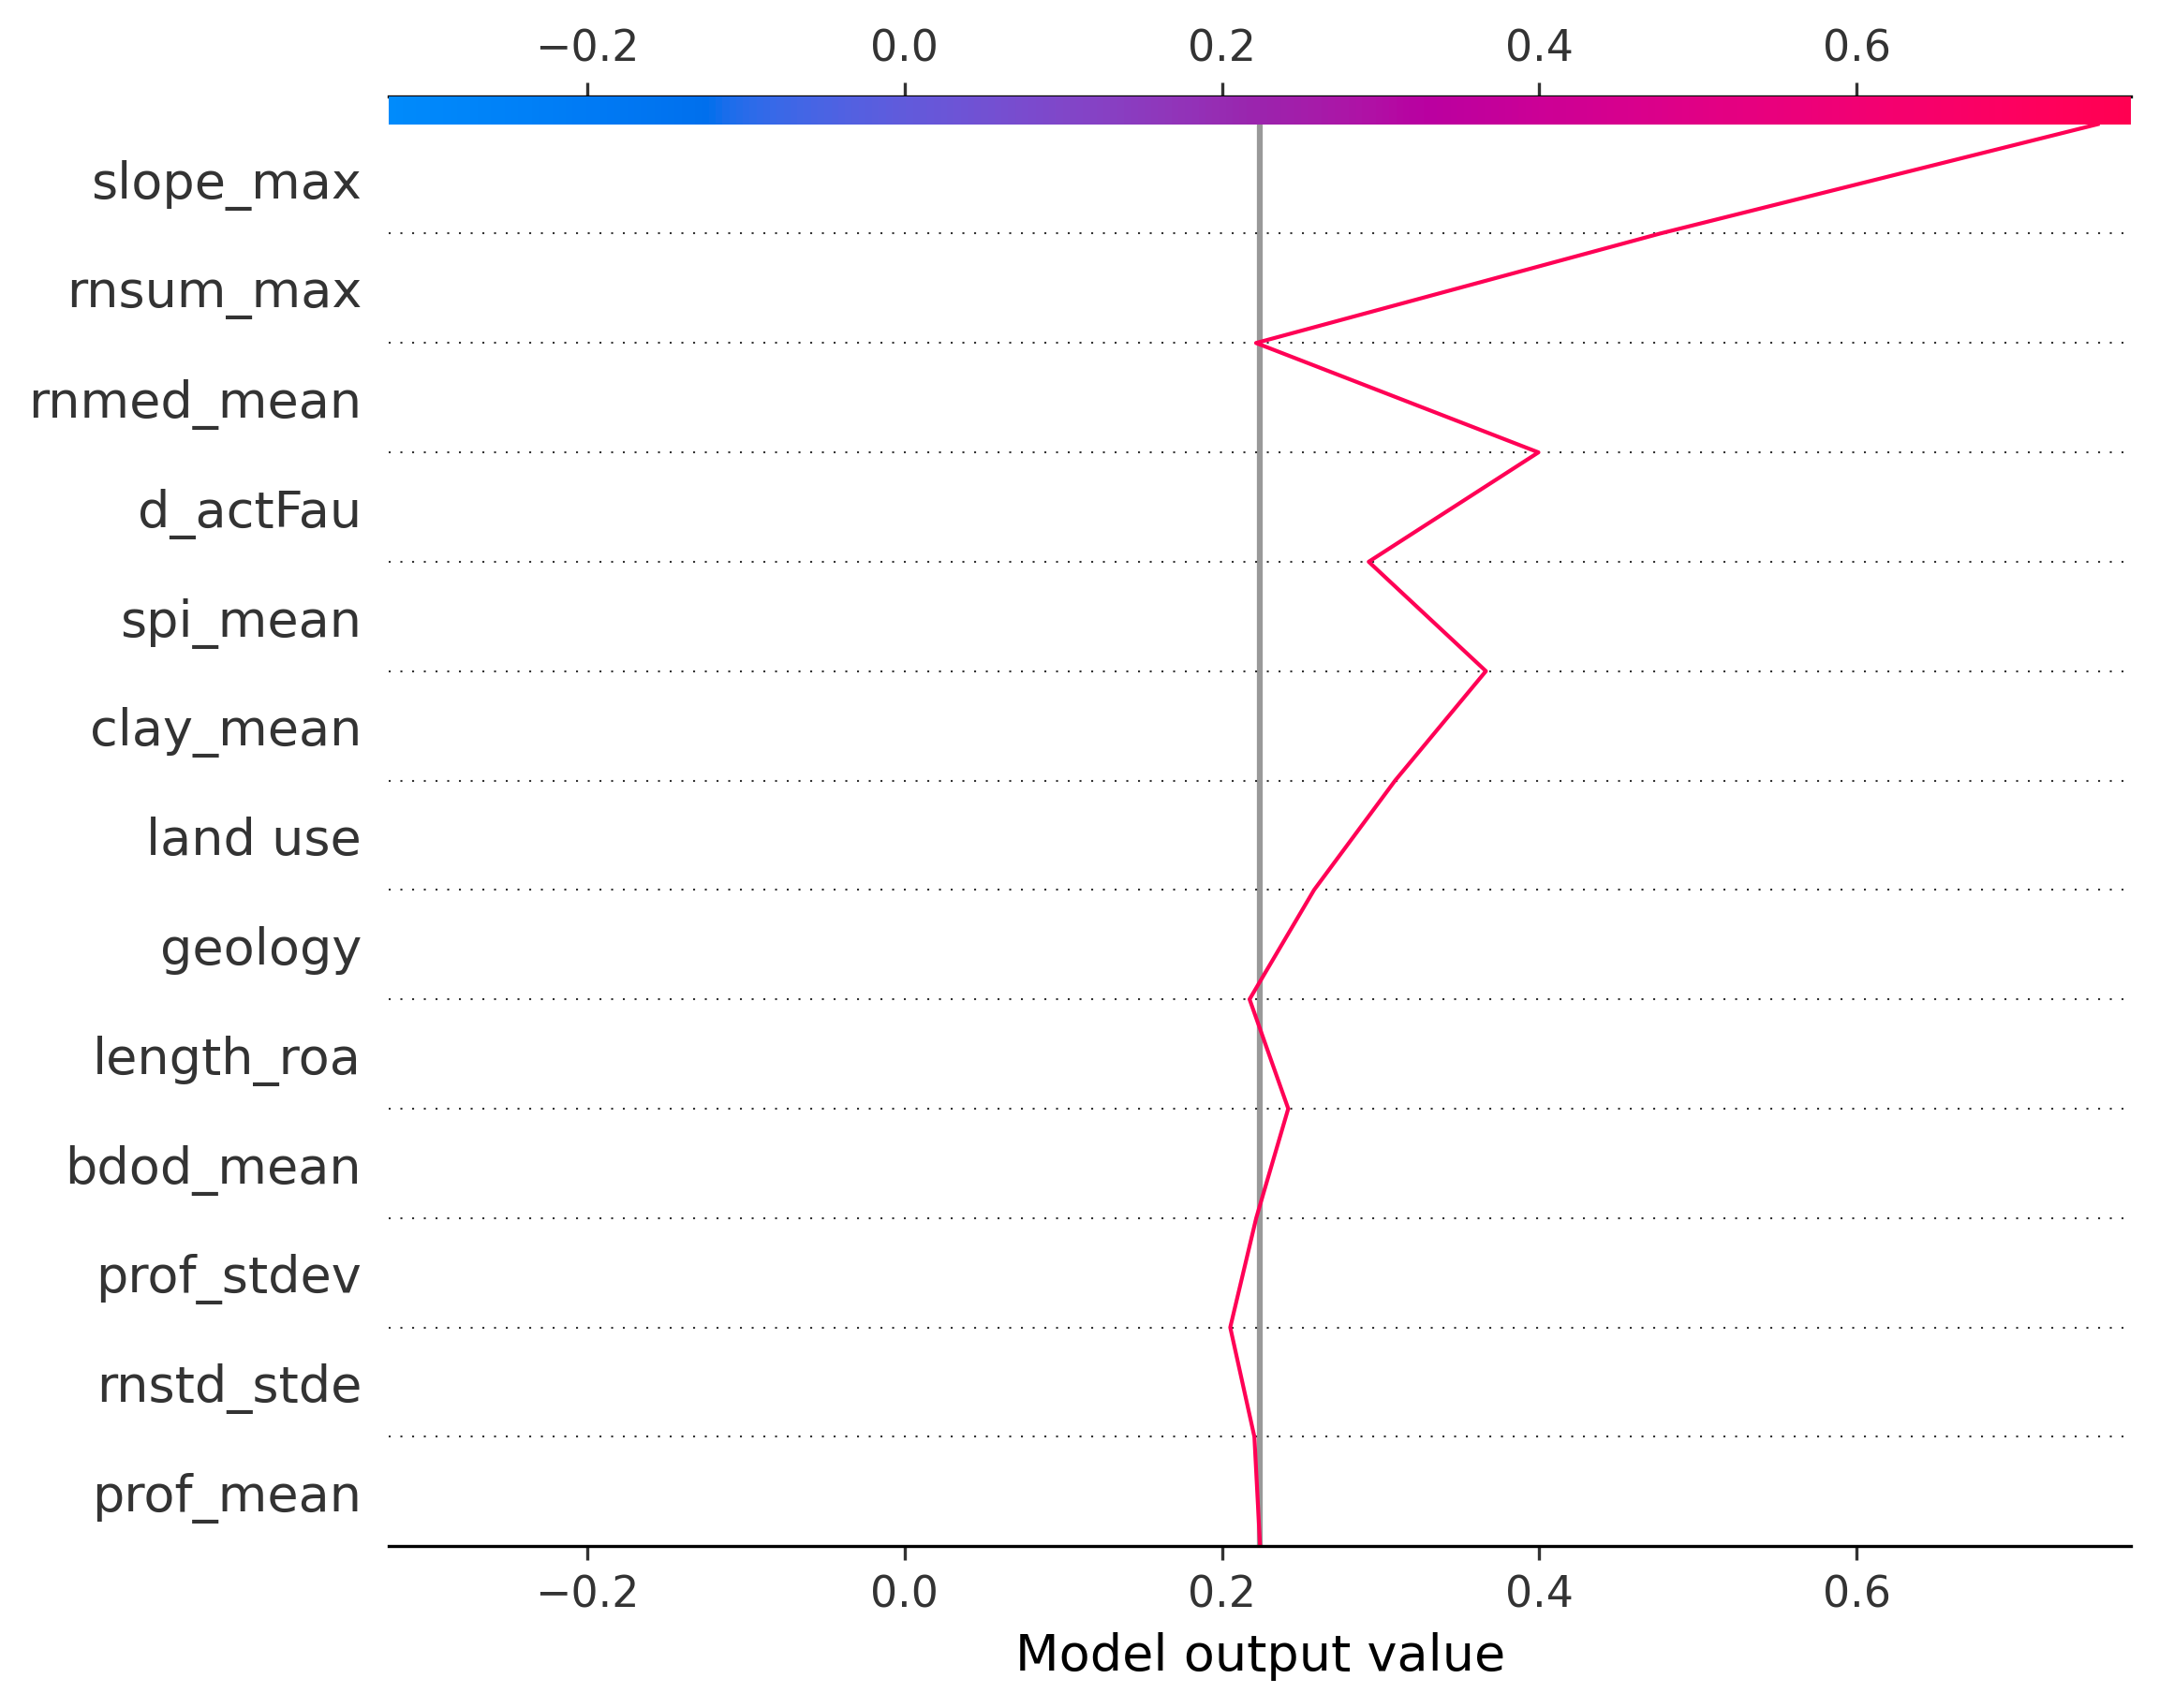 −0.2 0.0 0.2 0.4 0.6
slope_max
rnsum_max
rnmed_mean
d_actFau
spi_mean
clay_mean
land use
geology
length_roa
bdod_mean
prof_stdev
rnstd_stde
prof_mean
−0.2 0.0 0.2 0.4 0.6
Model output value